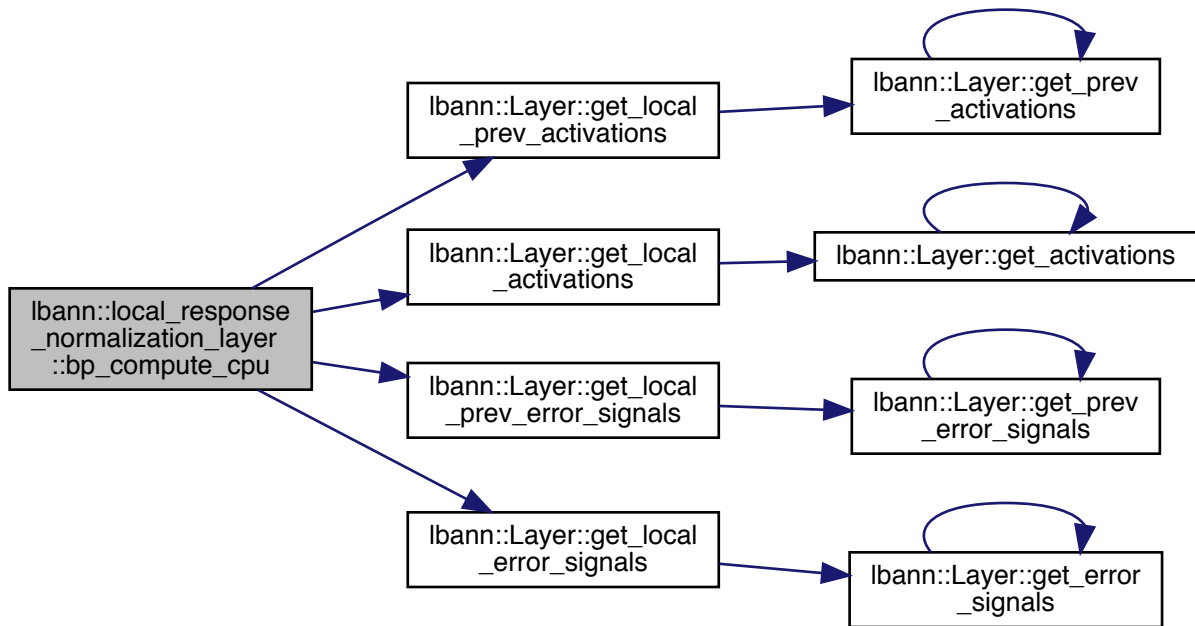 lbann::local_response
_normalization_layer
::bp_compute_cpu
lbann::Layer::get_local
_prev_activations
lbann::Layer::get_prev
_activations
lbann::Layer::get_local
_activations
lbann::Layer::get_activations
lbann::Layer::get_local
_prev_error_signals
lbann::Layer::get_prev
_error_signals
lbann::Layer::get_local
_error_signals
lbann::Layer::get_error
_signals